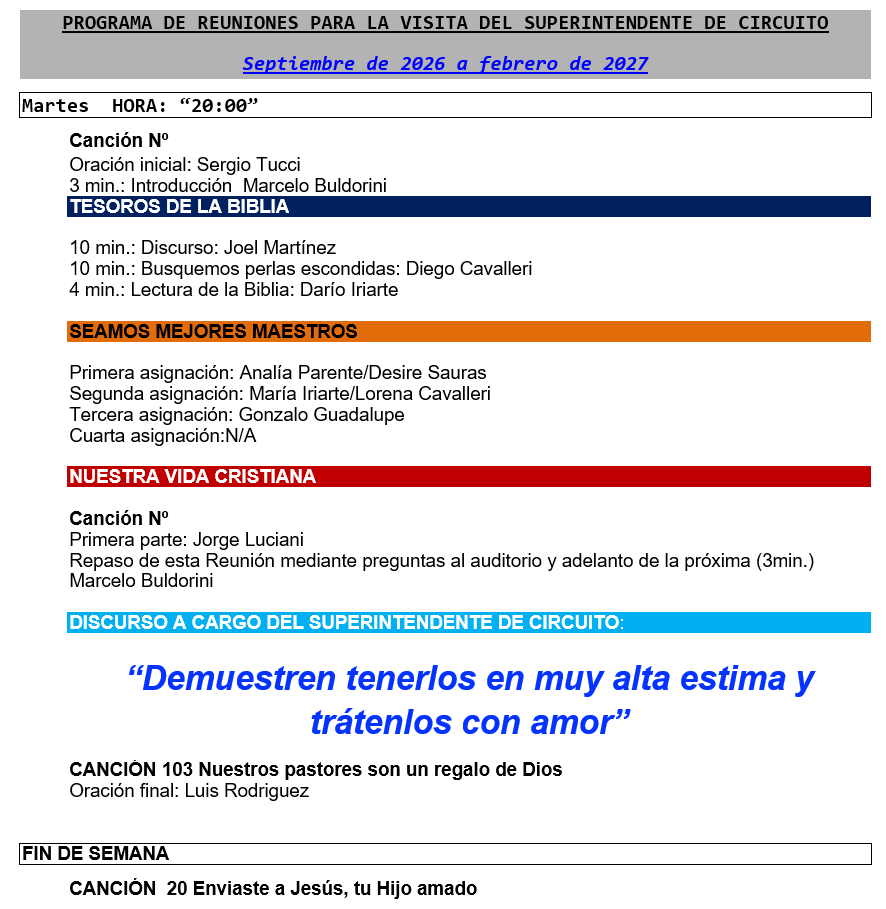 PROGRAMA DE REUNIONES PARA LA VISITA DEL SUPERINTENDENTE DE CIRCUITO
Septiembre de 2026 a febrero de 2027
Martes  HORA: “20:00”
Canción Nº
Oración inicial: Sergio Tucci
3 min.: Introducción  Marcelo Buldorini
TESOROS DE LA BIBLIA
10 min.: Discurso: Joel Martínez
10 min.: Busquemos perlas escondidas: Diego Cavalleri
4 min.: Lectura de la Biblia: Darío Iriarte
SEAMOS MEJORES MAESTROS
Primera asignación: Analía Parente/Desire Sauras
Segunda asignación: María Iriarte/Lorena Cavalleri
Tercera asignación: Gonzalo Guadalupe
Cuarta asignación:N/A
NUESTRA VIDA CRISTIANA
Canción Nº
Primera parte: Jorge Luciani
Repaso de esta Reunión mediante preguntas al auditorio y adelanto de la próxima (3min.)
Marcelo Buldorini
DISCURSO A CARGO DEL SUPERINTENDENTE DE CIRCUITO:
“Demuestren tenerlos en muy alta estima y
trátenlos con amor”
CANCIÓN 103 Nuestros pastores son un regalo de Dios
Oración final: Luis Rodriguez
FIN DE SEMANA
CANCIÓN  20 Enviaste a Jesús, tu Hijo amado